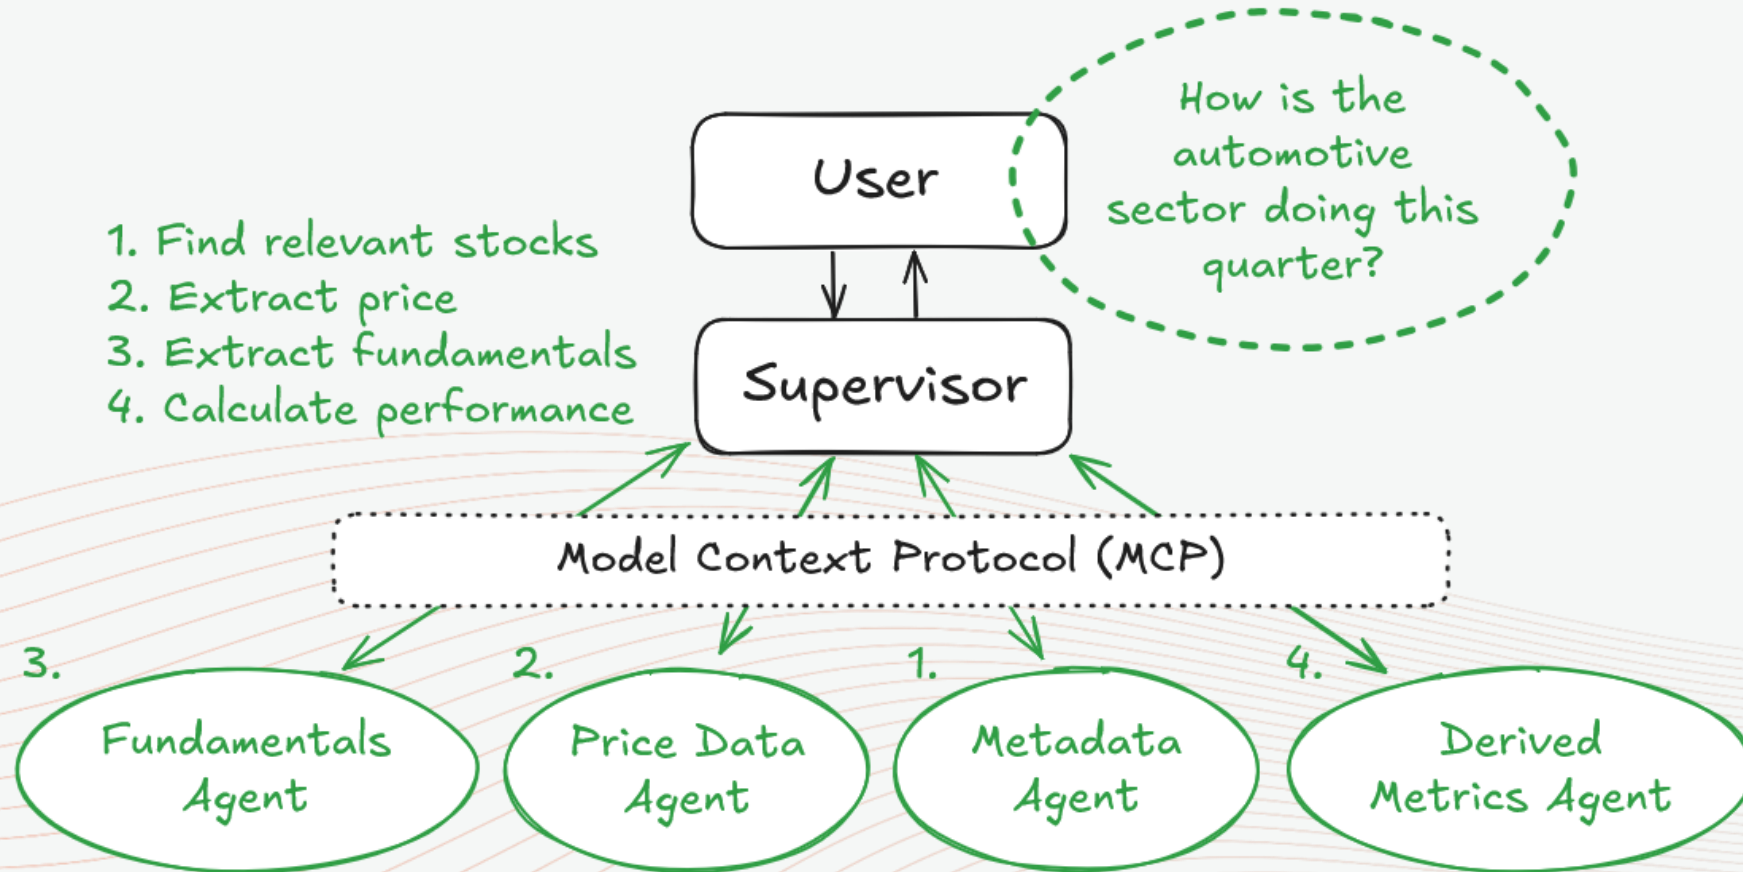 How is the
automotive
sector doing this
quarter?
User
1. Find relevant stocks
2. Extract price
3. Extract fundamentals
4. Calculate performance
Supervisor
Model Context Protocol (MCP)
3.
Fundamentals
Agent
2.
Price Data
Agent
1.
Metadata
Agent
4.
Derived
Metrics Agent